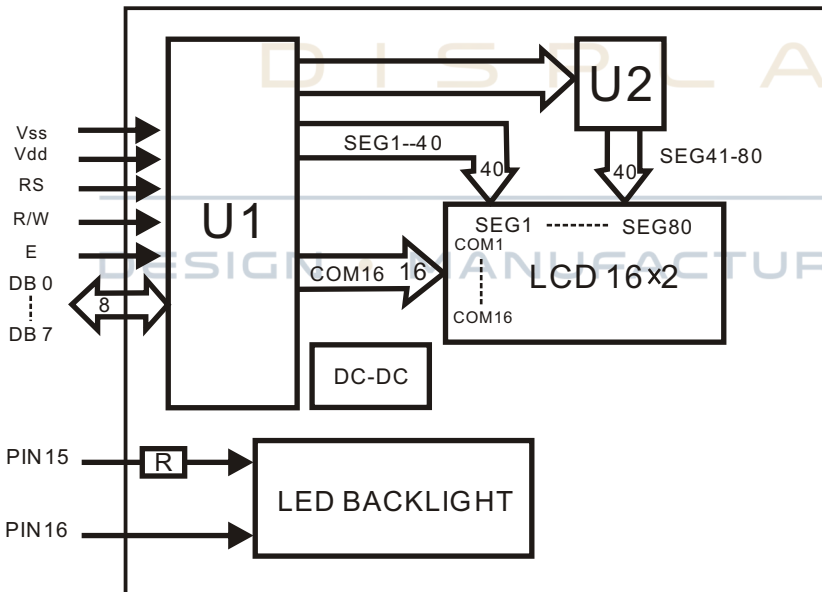 DISPLA
U2
Vss
Vdd
RS
R/W
E
DB 0
8
DB 7
U1
SEG1--40
40
40
SEG41-80
SEG1 SEG80
COM1
COM16
LCD 16×2
COM16 16
DESIGN • MANUFACTUR
DC-DC
PIN15
R
LED BACKLIGHT
PIN16